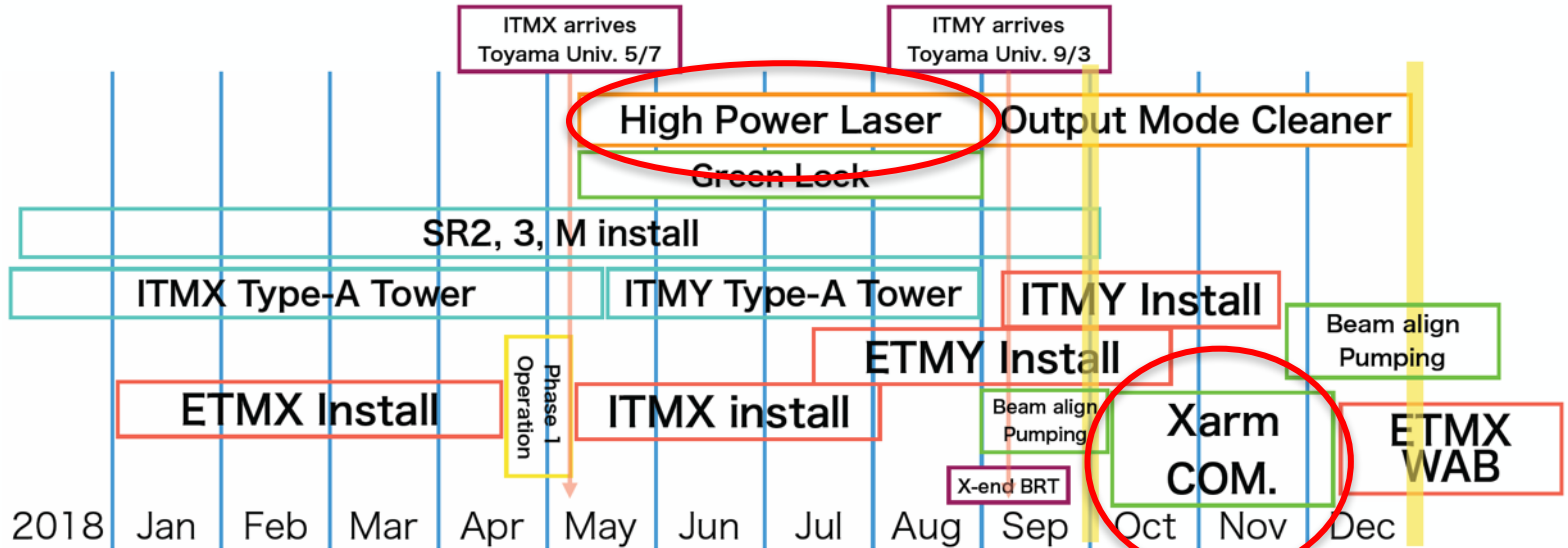 ITMX arrives
Toyama Univ. 5/7
ITMY arrives
Toyama Univ. 9/3
High Power Laser
Output Mode Cleaner
Green Lock
SR2, 3, M install
ITMX Type-A Tower
ITMY Type-A Tower
ITMY Install
Beam align
Pumping
ETMY Install
Phase 1
Operation
ETMX Install
ITMX install
Beam align
Pumping
Xarm
COM.
ETMX
WAB
X-end BRT
2018 Jan Feb Mar Apr May Jun Jul Aug Sep Oct Nov Dec